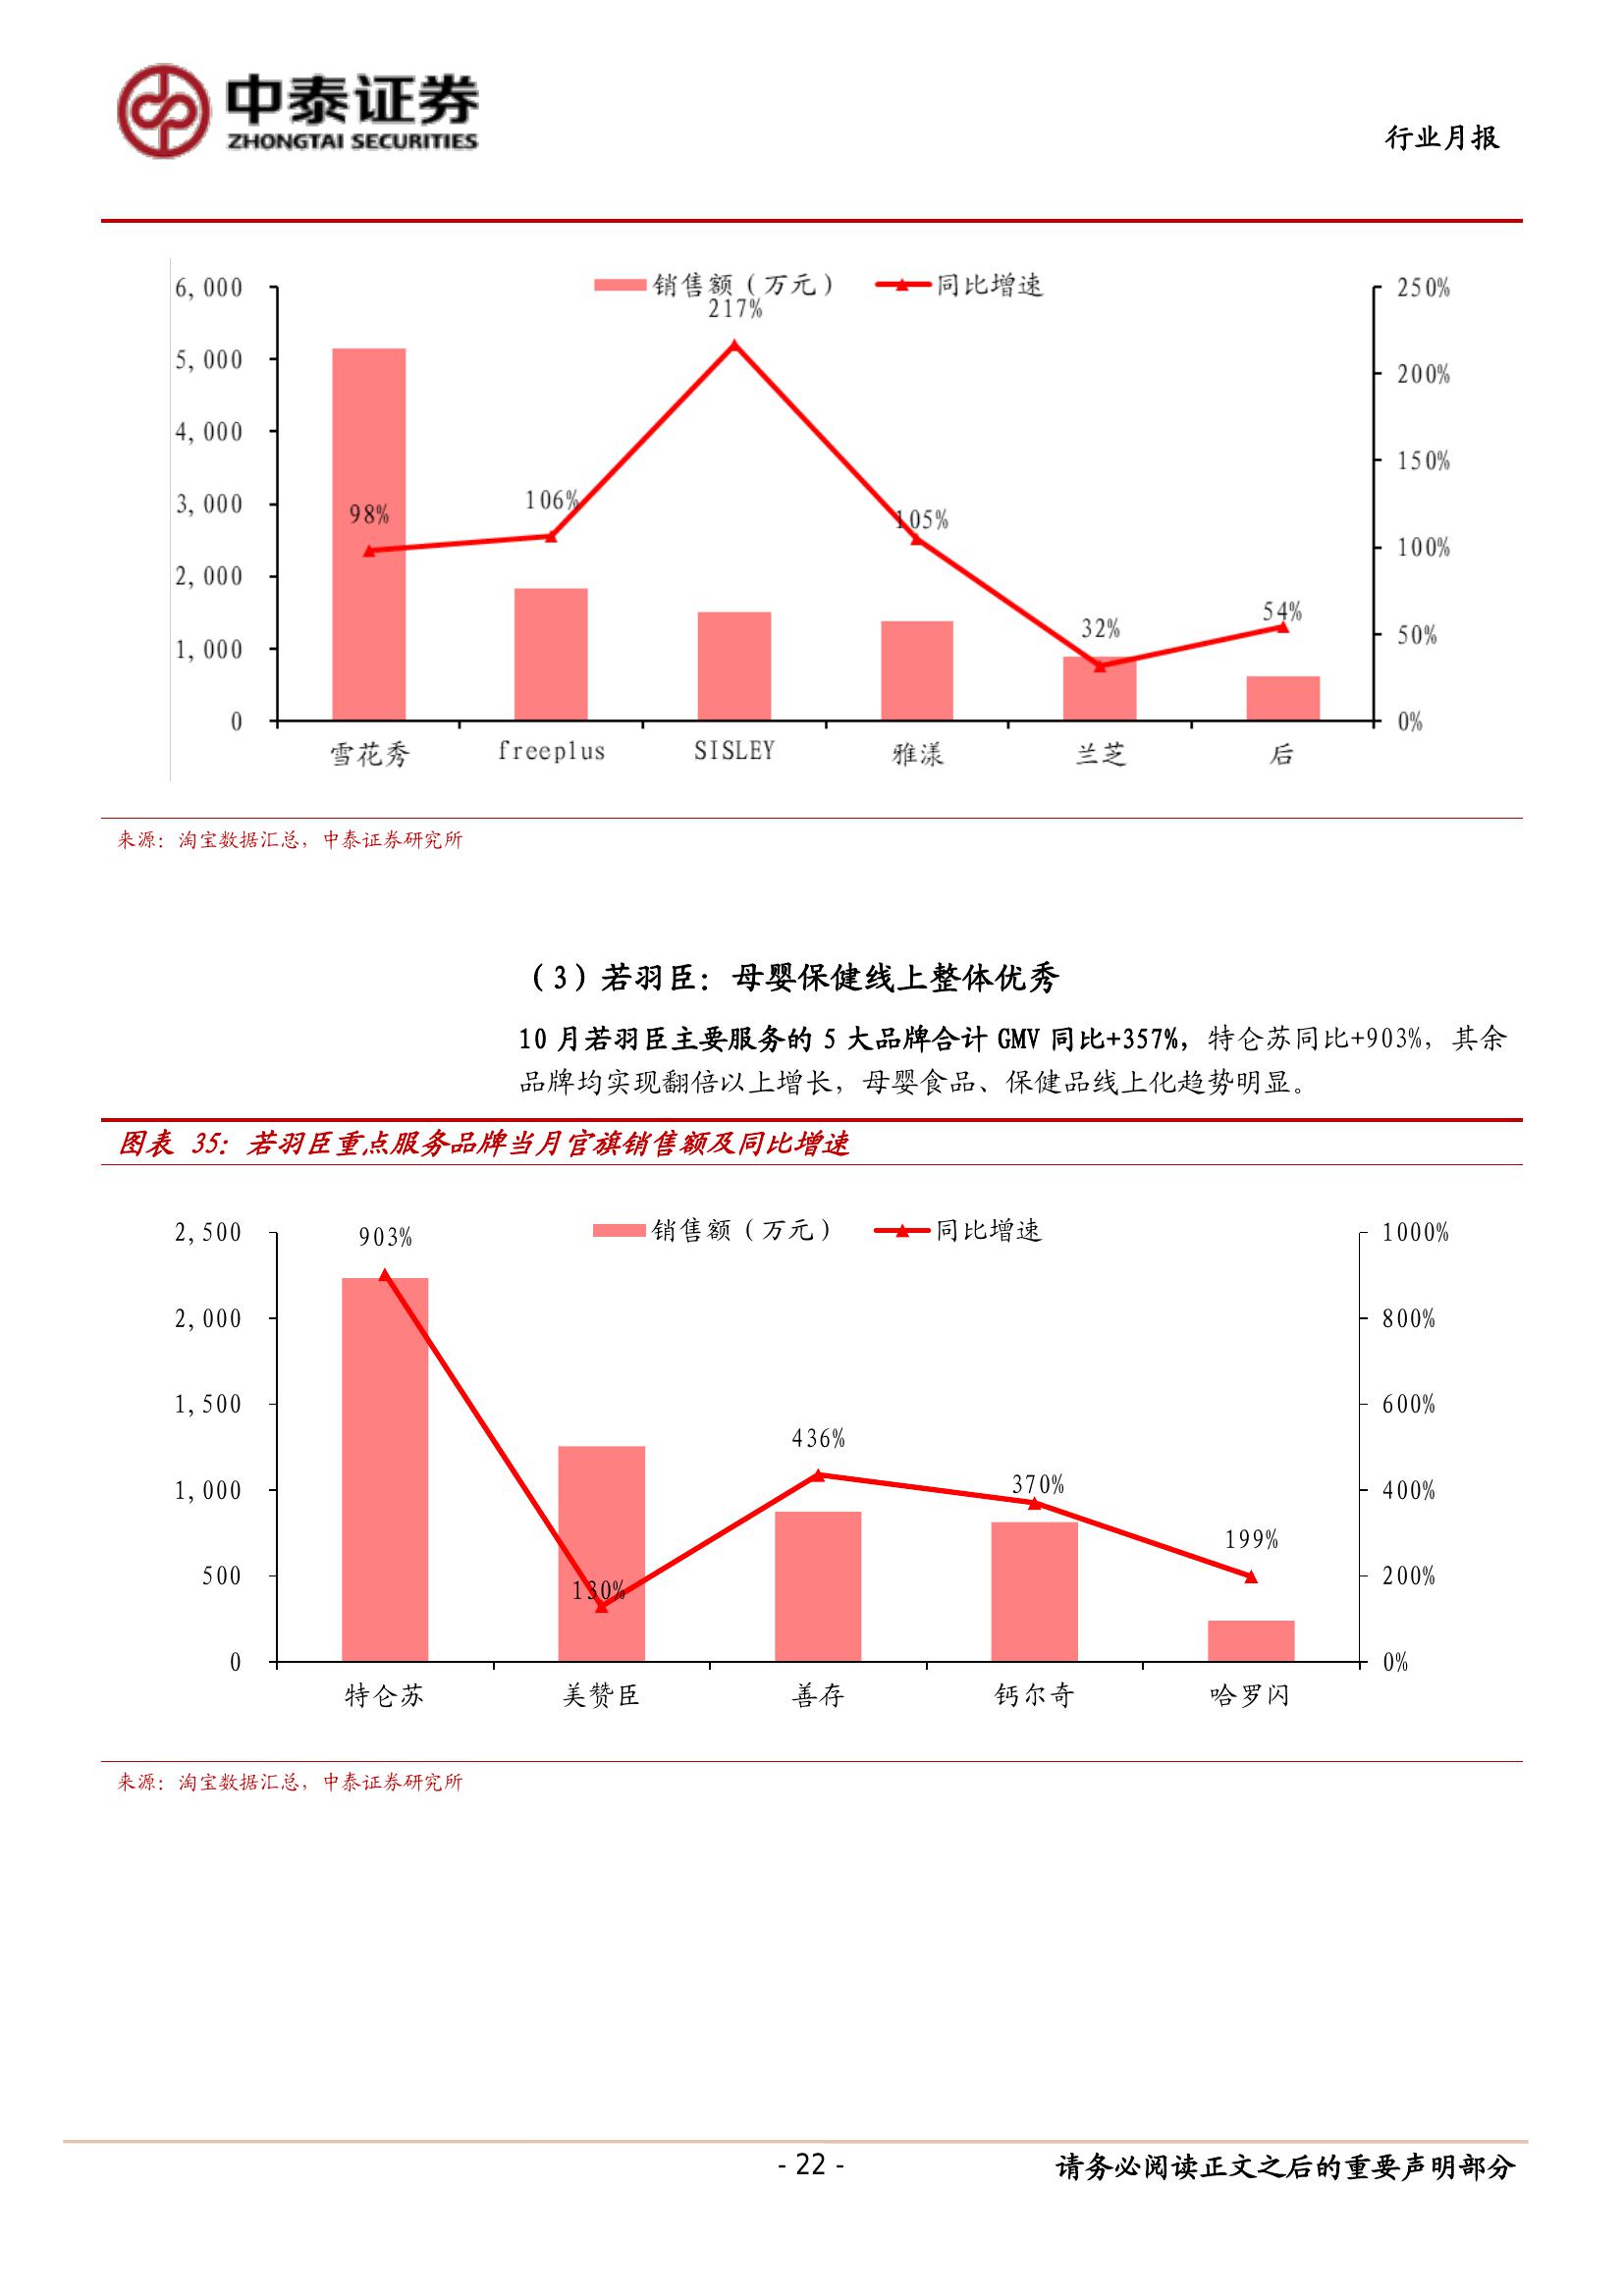 中泰证券
ZHONGTAI SECURITIES
行业月报
销售额（万元） 同比增速
6,000
5,000
4,000
3,000
2,000
1,000
0
250%
200%
150%
100%
50%
0%
98%
106%
217%
105%
32%
54%
雪花秀 freeplus SISLEY 雅漾 兰芝 后
来源：淘宝数据汇总，中泰证券研究所
（3）若羽臣：母婴保健线上整体优秀
10 月若羽臣主要服务的 5 大品牌合计 GMV 同比+357%，特仑苏同比+903%，其余
品牌均实现翻倍以上增长，母婴食品、保健品线上化趋势明显。
图表 35：若羽臣重点服务品牌当月官旗销售额及同比增速
销售额（万元） 同比增速
2,500
2,000
1,500
1,000
500
0
1000%
800%
600%
400%
200%
0%
903%
130%
436%
370%
199%
特仑苏 美赞臣 善存 钙尔奇 哈罗闪
来源：淘宝数据汇总，中泰证券研究所
- 22 -
请务必阅读正文之后的重要声明部分